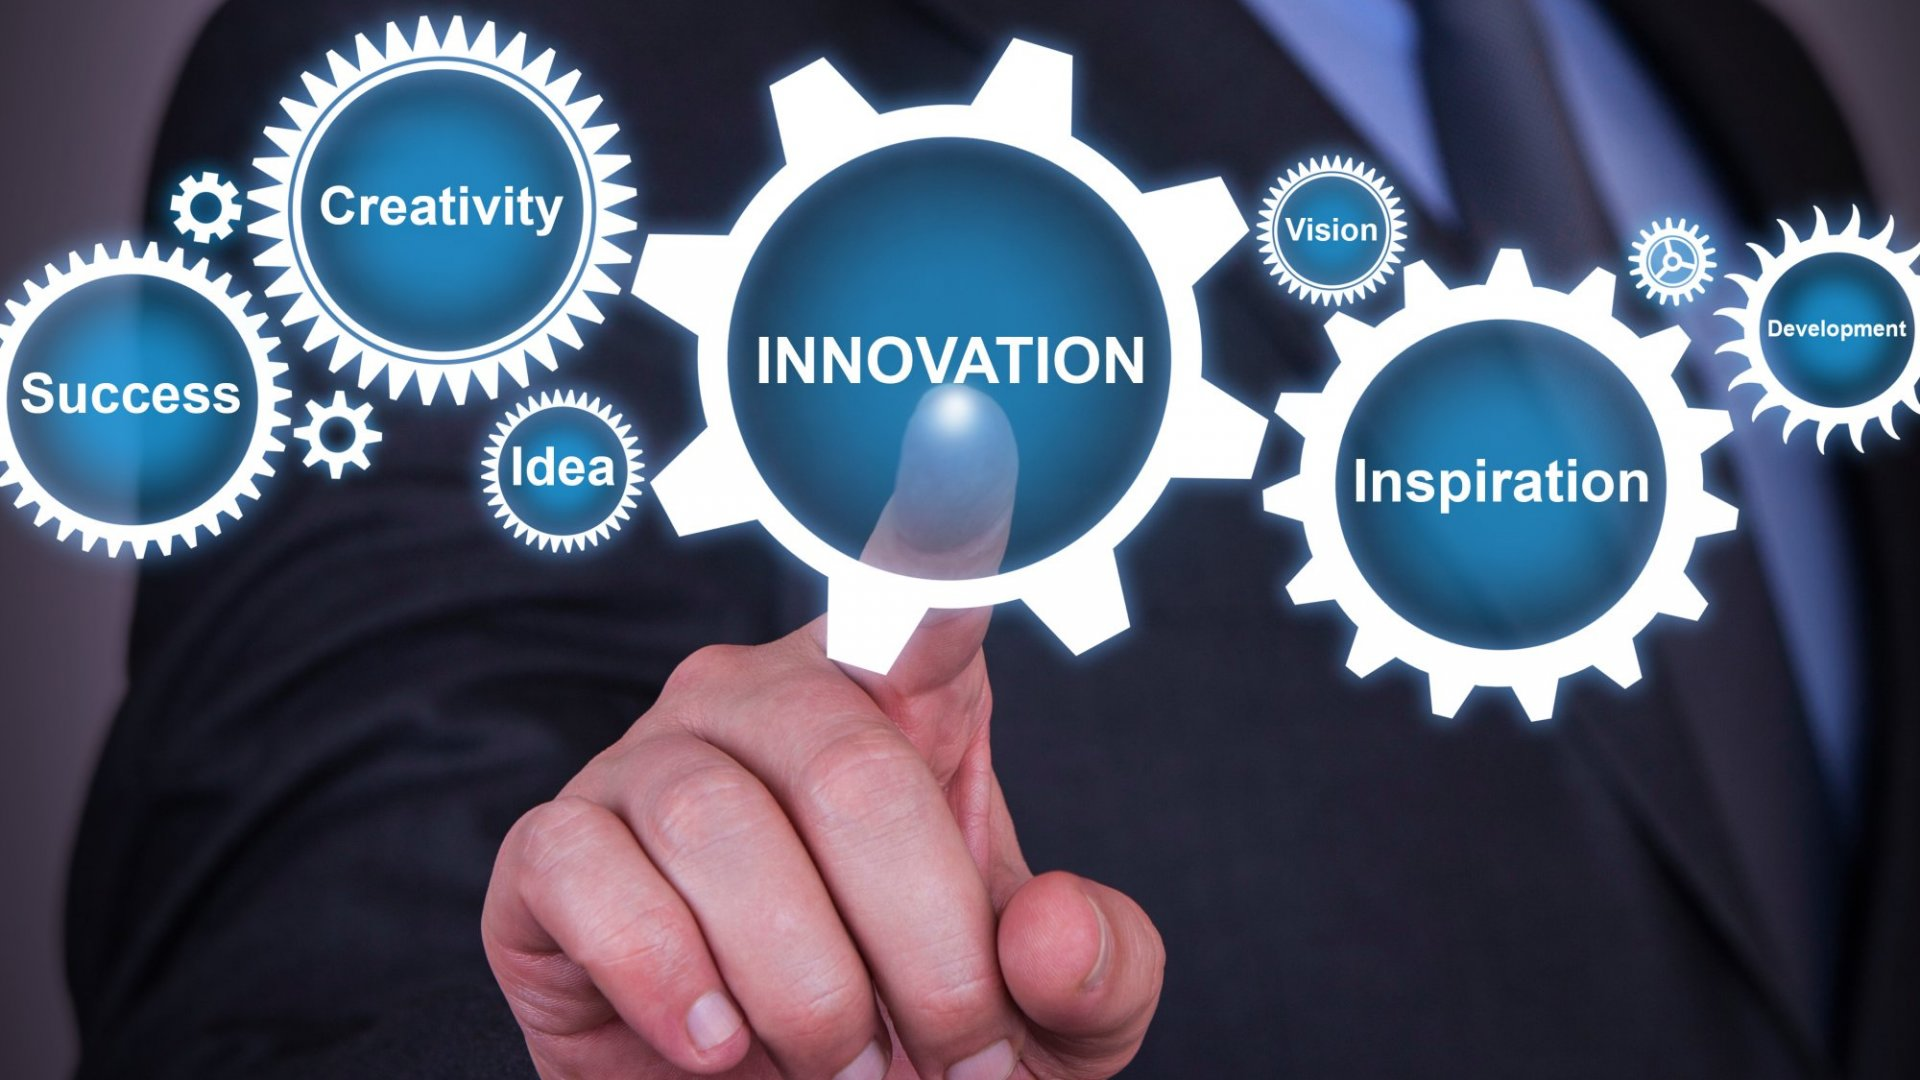 Success
Creativity
Idea
INNOVATION
Vision
Inspiration
Development